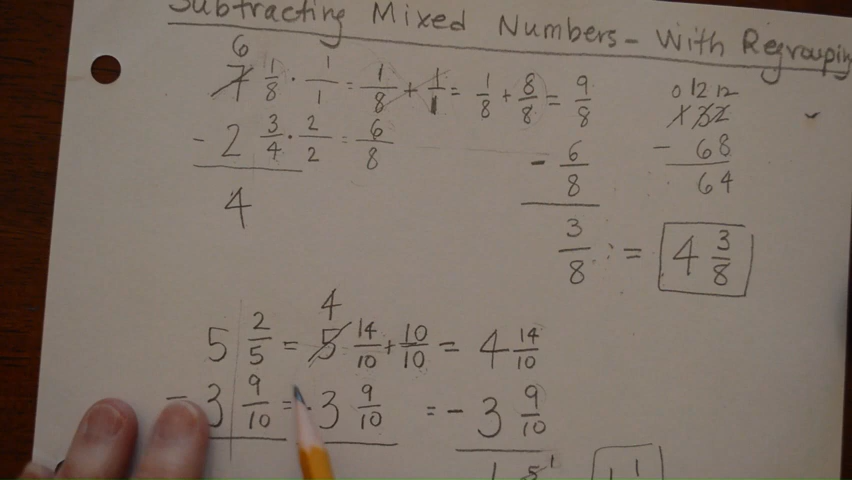 Subtracting Mixed Numbers - With Regrouping
6
7 1/8 · 1/1 = 1/8 + 1/1 = 1/8 + 8/8 = 9/8
- 2 3/4 · 2/2 = 6/8
- 6/8
4
3/8 = 4 3/8
0 12 12
132
- 68
64
4
5 2/5 = 5 14/10 + 10/10 = 4 14/10
- 3 9/10 = - 3 9/10 = - 3 9/10
1 5